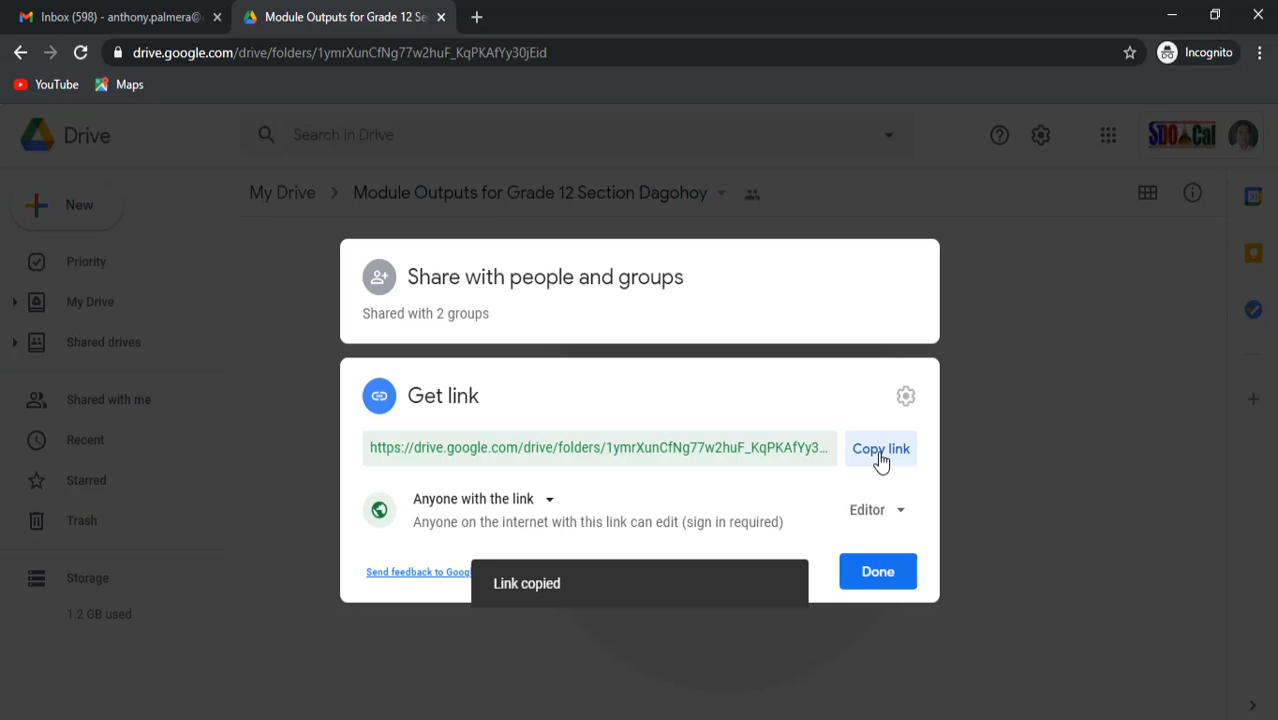 Inbox (598) - anthony.palmera@
Module Outputs for Grade 12 Se
drive.google.com/drive/folders/1ymrXunCfNg77w2huF_KqPKAfYy30jEid
Incognito
YouTube
Maps
Drive
Search in Drive
SDO Cal
New
My Drive
Module Outputs for Grade 12 Section Dagohoy
Priority
My Drive
Shared drives
Shared with me
Recent
Starred
Trash
Storage
1.2 GB used
Share with people and groups
Shared with 2 groups
Get link
https://drive.google.com/drive/folders/1ymrXunCfNg77w2huF_KqPKAfYy3...
Copy link
Anyone with the link
Anyone on the internet with this link can edit (sign in required)
Editor
Send feedback to Googl
Link copied
Done